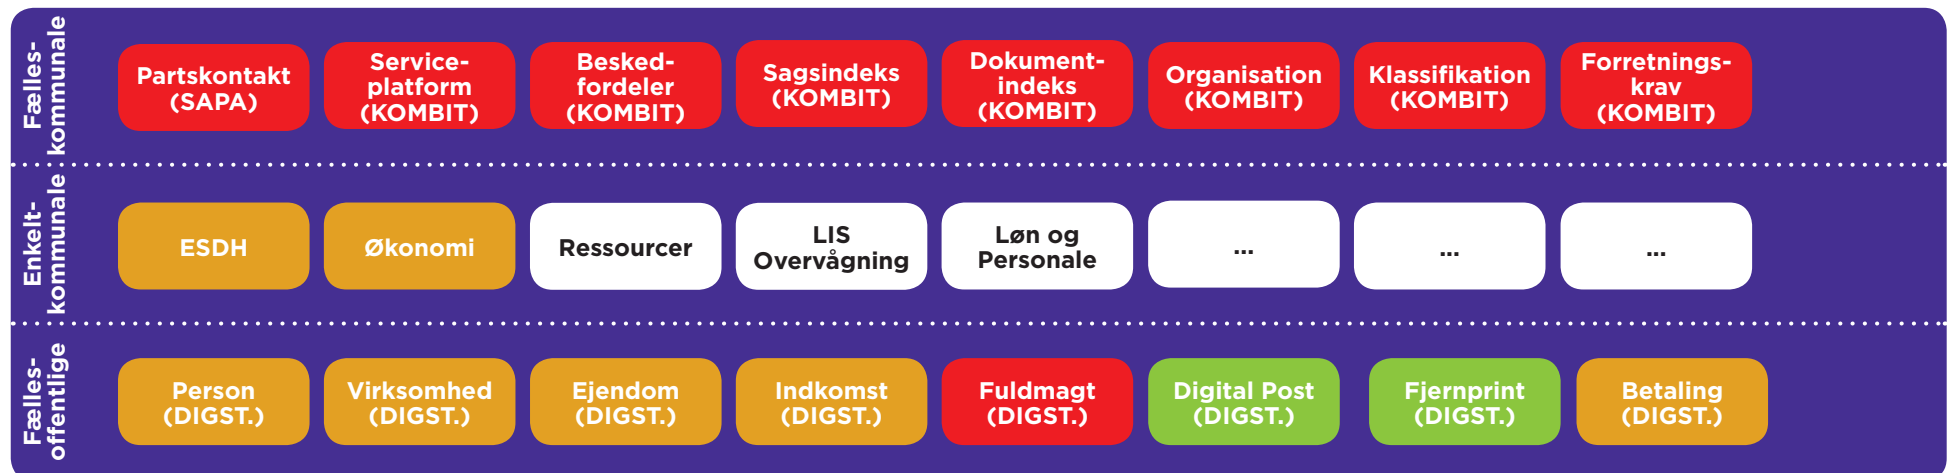 Fælles-
kommunale
Partskontakt
(SAPA)
Service-
platform
(KOMBIT)
Besked-
fordeler
(KOMBIT)
Sagsindeks
(KOMBIT)
Dokument-
indeks
(KOMBIT)
Organisation
(KOMBIT)
Klassifikation
(KOMBIT)
Forretnings-
krav
(KOMBIT)
Enkelt-
kommunale
ESDH
Økonomi
Ressourcer
LIS
Overvågning
Løn og
Personale
...
...
...
Fælles-
offentlige
Person
(DIGST.)
Virksomhed
(DIGST.)
Ejendom
(DIGST.)
Indkomst
(DIGST.)
Fuldmagt
(DIGST.)
Digital Post
(DIGST.)
Fjernprint
(DIGST.)
Betaling
(DIGST.)